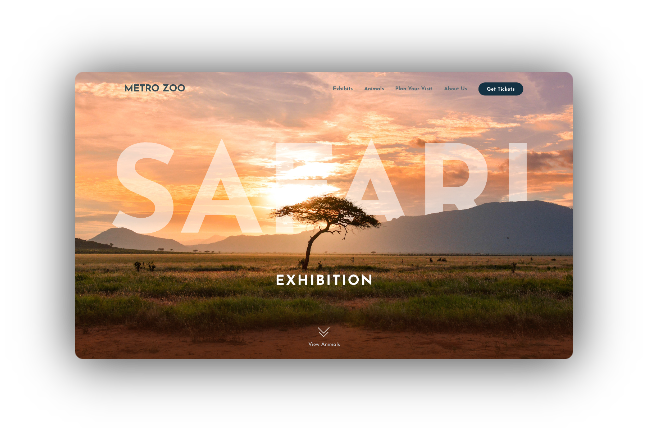 METRO ZOO
Exhibits Animals Plan Your Visit About Us Get Tickets
SAFARI
EXHIBITION
View Animals